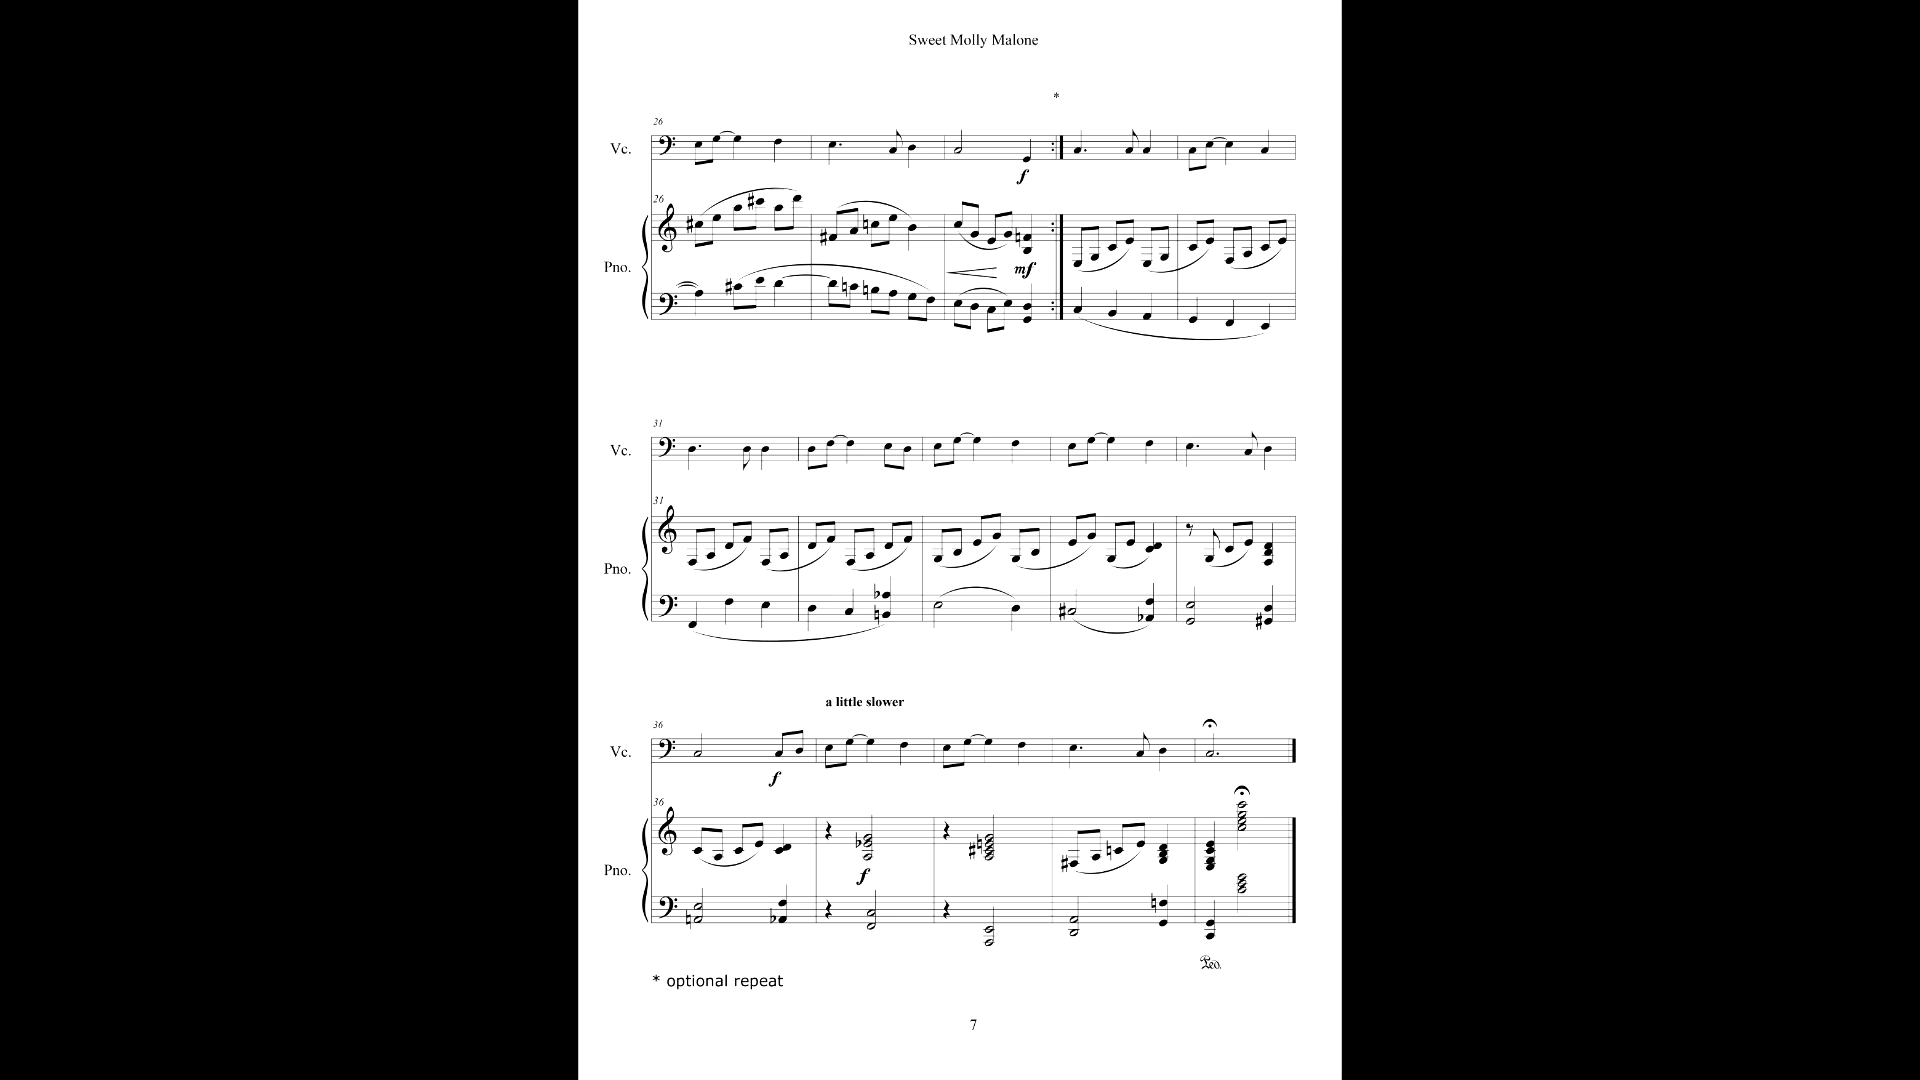 Sweet Molly Malone
*
26
Vc.
f
26
Pno.
mf
31
Vc.
31
Pno.
a little slower
36
Vc.
f
36
Pno.
f
Ped.
* optional repeat
7